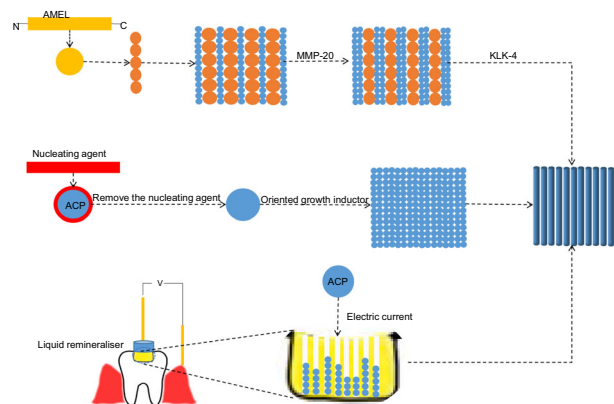 AMEL
N
C
MMP-20
KLK-4
Nucleating agent
ACP
Remove the nucleating agent
Oriented growth inductor
ACP
V
Electric current
Liquid remineraliser